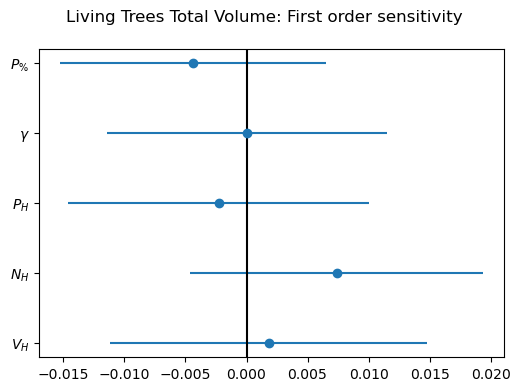 Living Trees Total Volume: First order sensitivity
P%
γ
P_H
N_H
V_H
−0.015 −0.010 −0.005 0.000 0.005 0.010 0.015 0.020